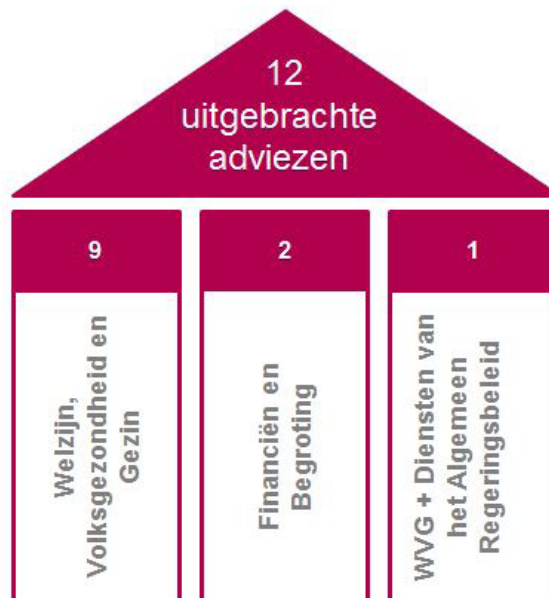 12
uitgebrachte
adviezen
9
Welzijn,
Volksgezondheid en
Gezin
2
Financiën en
Begroting
1
WVG + Diensten van
het Algemeen
Regeringsbeleid